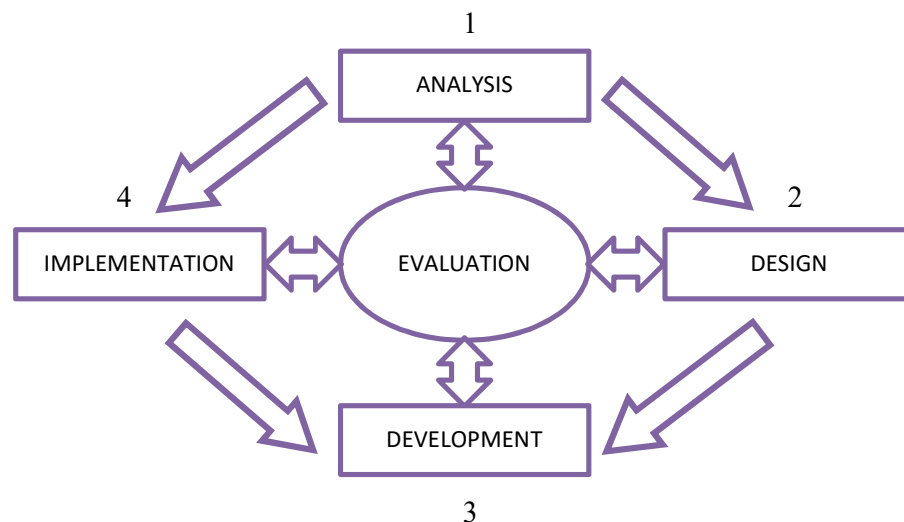 1
ANALYSIS
4
2
IMPLEMENTATION
EVALUATION
DESIGN
DEVELOPMENT
3